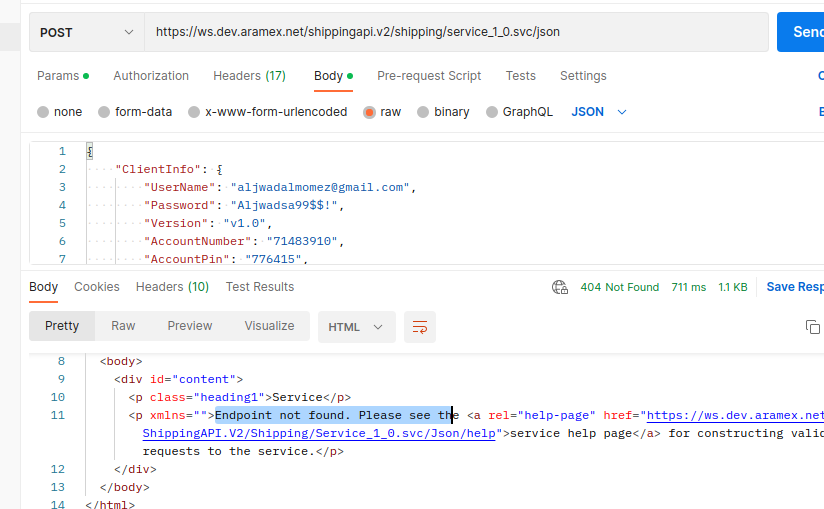 POST https://ws.dev.aramex.net/shippingapi.v2/shipping/service_1_0.svc/json Send
Params Authorization Headers (17) Body Pre-request Script Tests Settings
none form-data x-www-form-urlencoded raw binary GraphQL JSON
1 {
2 "ClientInfo": {
3 "UserName": "aljwadalmomez@gmail.com",
4 "Password": "Aljwadsa99$$!",
5 "Version": "v1.0",
6 "AccountNumber": "71483910",
7 "AccountPin": "776415",
Body Cookies Headers (10) Test Results 404 Not Found 711 ms 1.1 KB Save Resp
Pretty Raw Preview Visualize HTML
8 <body>
9 <div id="content">
10 <p class="heading1">Service</p>
11 <p xmlns="">Endpoint not found. Please see the <a rel="help-page" href="https://ws.dev.aramex.net
ShippingAPI.V2/Shipping/Service_1_0.svc/Json/help">service help page</a> for constructing valid
requests to the service.</p>
12 </div>
13 </body>
14 </html>